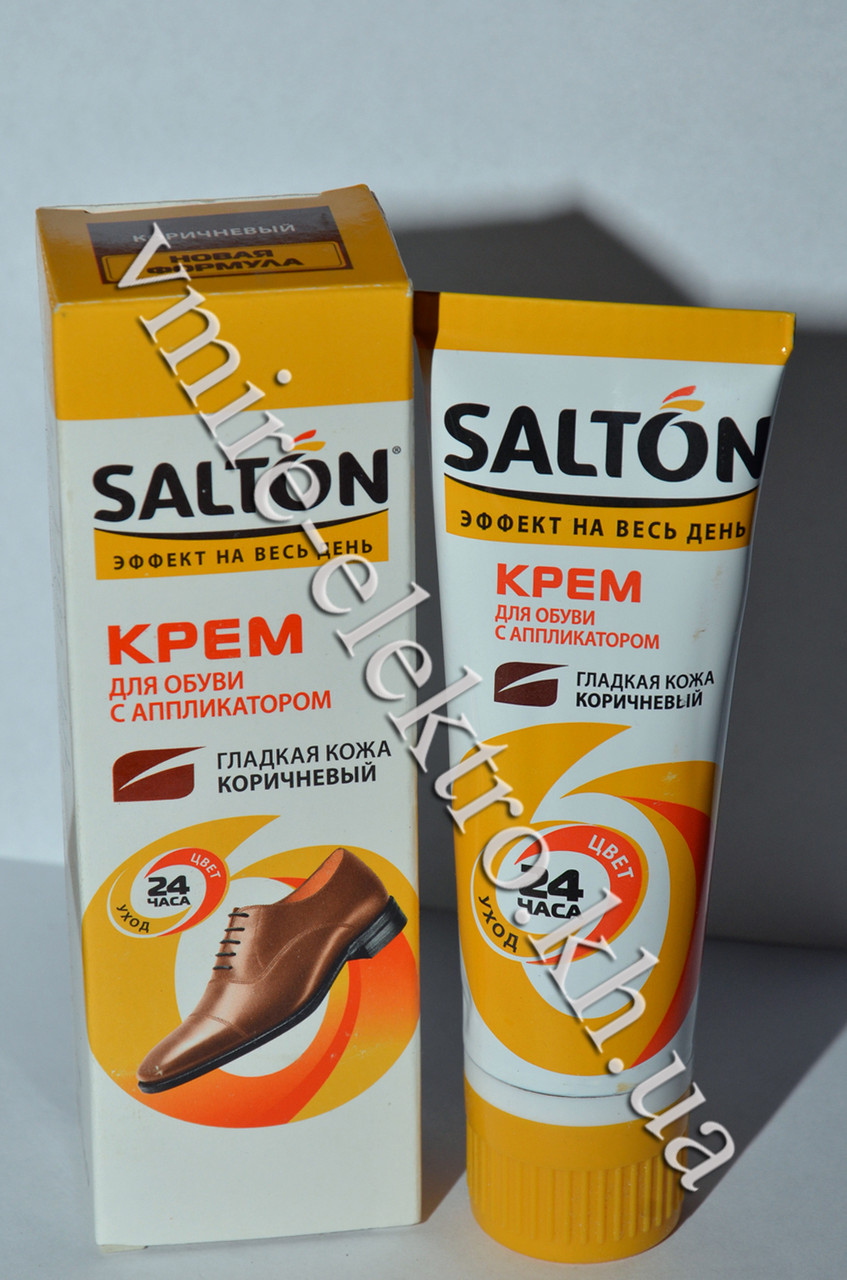 КОРИЧНЕВЫЙ
НОВАЯ
ФОРМУЛА
SALTON®
ЭФФЕКТ НА ВЕСЬ ДЕНЬ
КРЕМ
ДЛЯ ОБУВИ
С АППЛИКАТОРОМ
ГЛАДКАЯ КОЖА
КОРИЧНЕВЫЙ
ЦВЕТ
24
ЧАСА
УХОД
SALTON
ЭФФЕКТ НА ВЕСЬ ДЕНЬ
КРЕМ
ДЛЯ ОБУВИ
С АППЛИКАТОРОМ
ГЛАДКАЯ КОЖА
КОРИЧНЕВЫЙ
ЦВЕТ
24
ЧАСА
УХОД
vmire-elektro.kh.ua